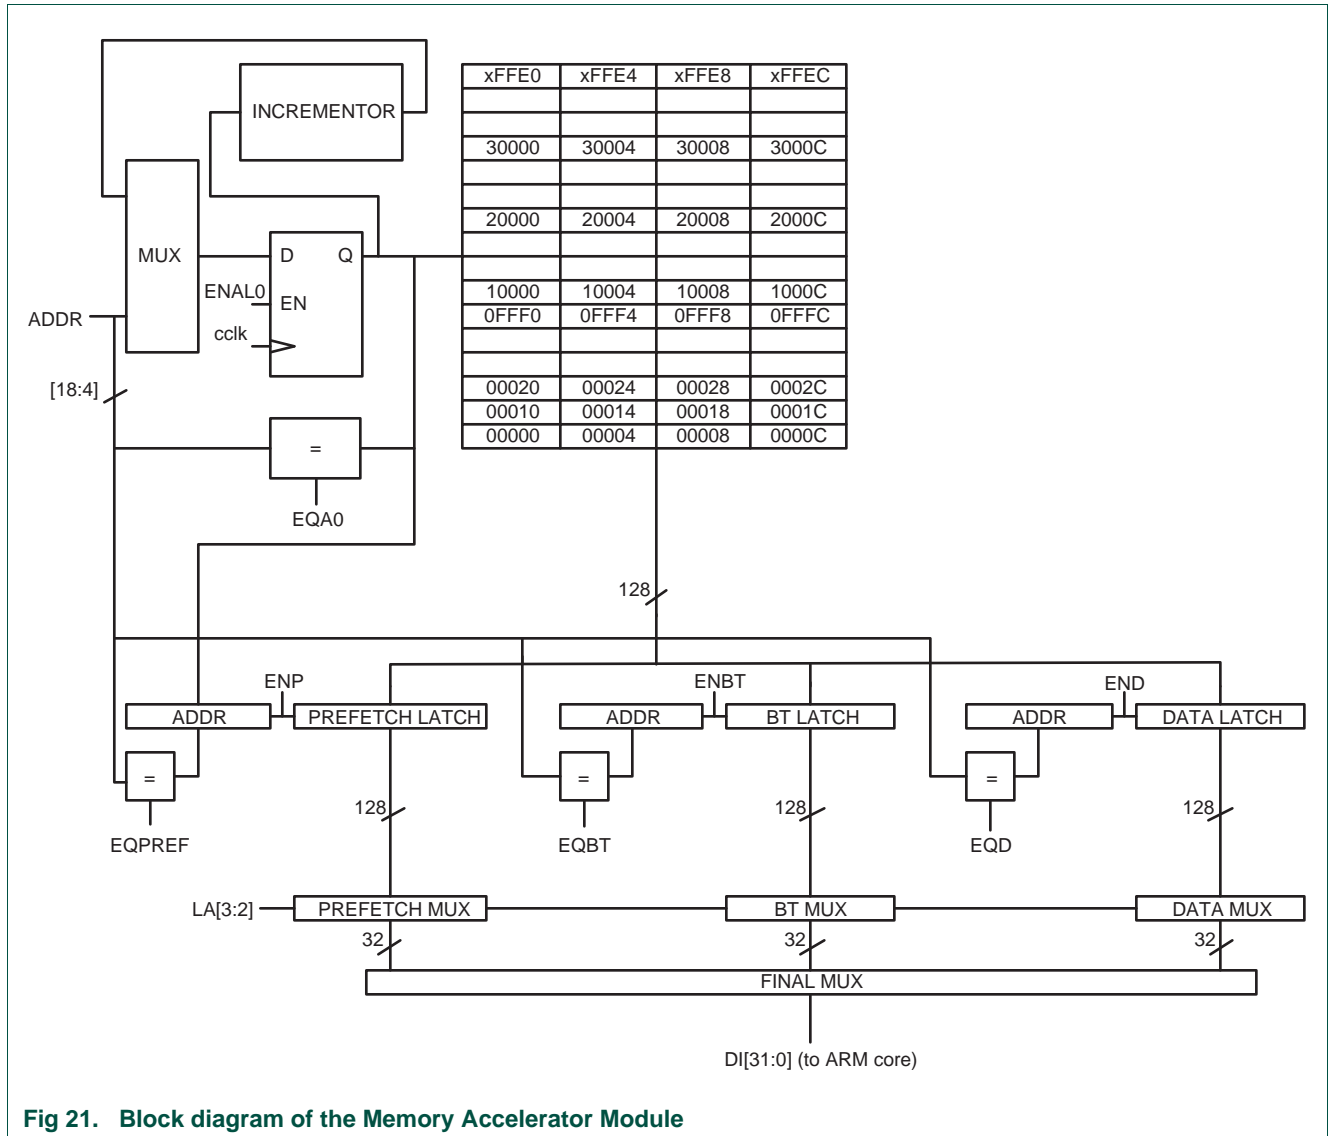 xFFE0 xFFE4 xFFE8 xFFEC
INCREMENTOR
30000 30004 30008 3000C
20000 20004 20008 2000C
MUX
D Q
ENAL0
EN
10000 10004 10008 1000C
ADDR
0FFF0 0FFF4 0FFF8 0FFFC
cclk
[18:4]
00020 00024 00028 0002C
00010 00014 00018 0001C
00000 00004 00008 0000C
=
EQA0
128
ENP ENBT END
ADDR PREFETCH LATCH ADDR BT LATCH ADDR DATA LATCH
= = =
128 128 128
EQPREF EQBT EQD
LA[3:2] PREFETCH MUX BT MUX DATA MUX
32 32 32
FINAL MUX
DI[31:0] (to ARM core)
Fig 21. Block diagram of the Memory Accelerator Module